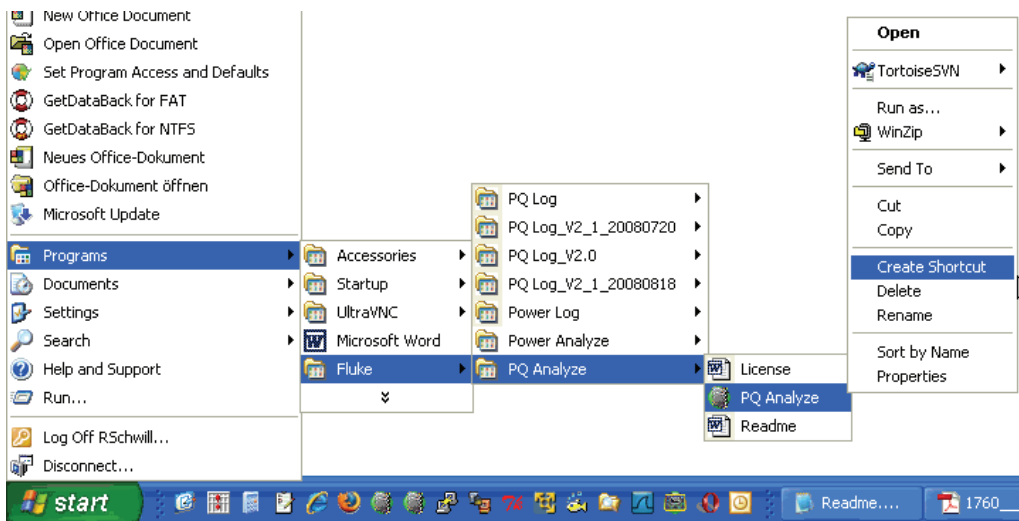 New Office Document
Open Office Document
Set Program Access and Defaults
GetDataBack for FAT
GetDataBack for NTFS
Neues Office-Dokument
Office-Dokument öffnen
Microsoft Update
Programs
Documents
Settings
Search
Help and Support
Run...
Log Off RSchwill...
Disconnect...
Accessories
Startup
UltraVNC
Microsoft Word
Fluke
PQ Log
PQ Log_V2_1_20080720
PQ Log_V2.0
PQ Log_V2_1_20080818
Power Log
Power Analyze
PQ Analyze
License
PQ Analyze
Readme
Open
TortoiseSVN
Run as...
WinZip
Send To
Cut
Copy
Create Shortcut
Delete
Rename
Sort by Name
Properties
start
Readme....
1760__